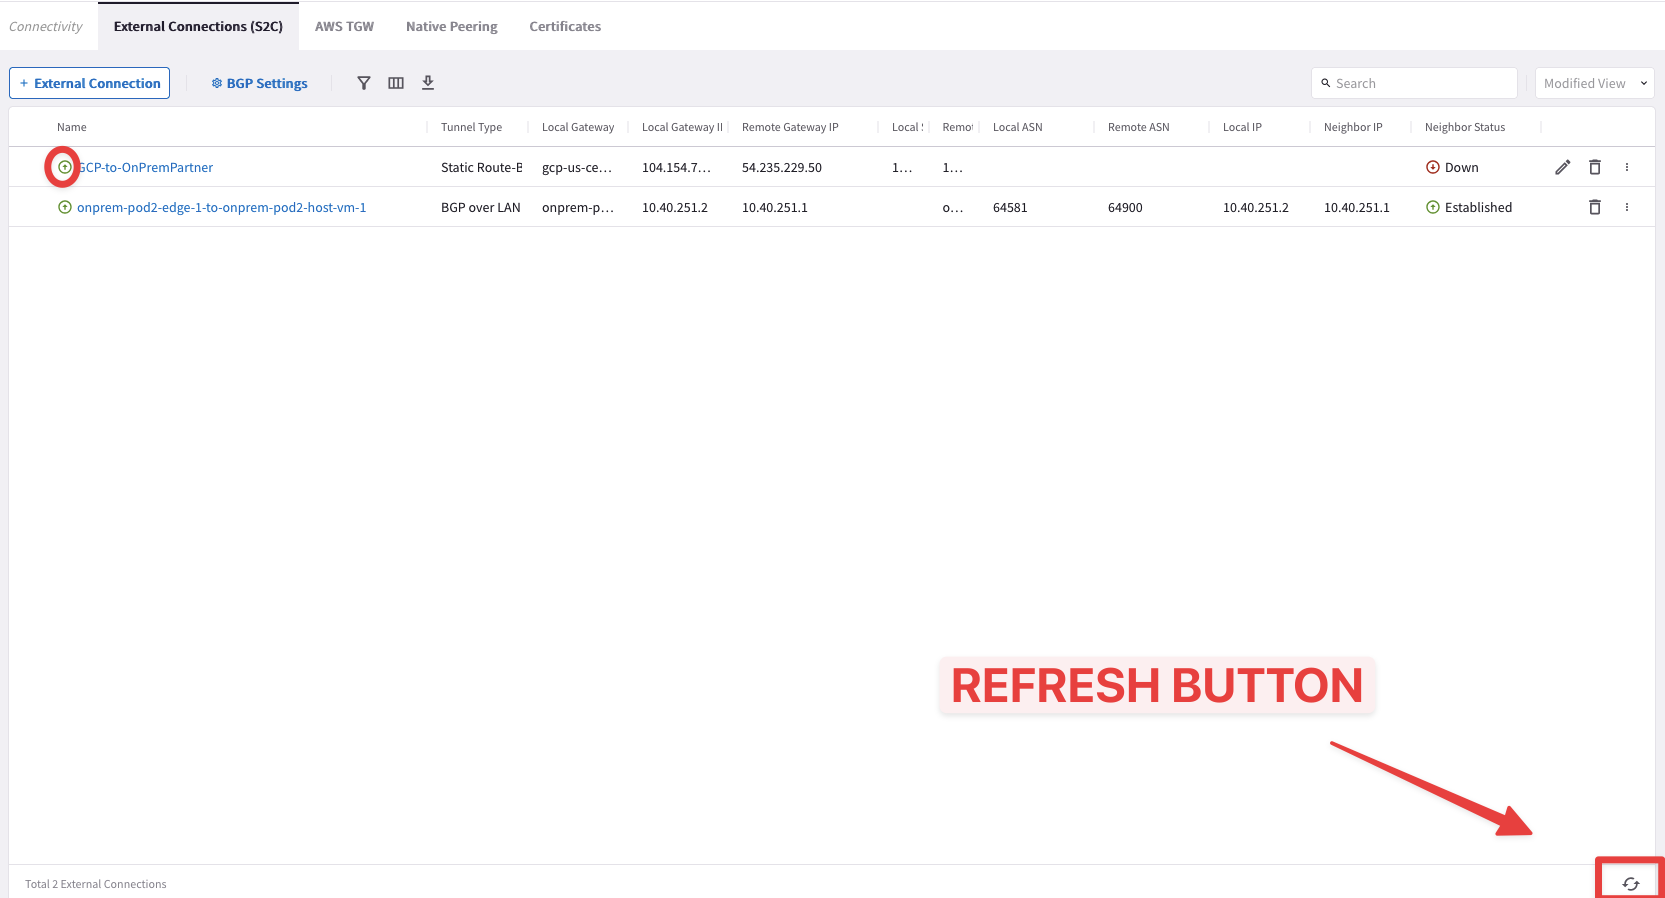 Connectivity External Connections (S2C) AWS TGW Native Peering Certificates
+ External Connection BGP Settings Search Modified View
Name Tunnel Type Local Gateway Local Gateway II Remote Gateway IP Local Remot Local ASN Remote ASN Local IP Neighbor IP Neighbor Status
GCP-to-OnPremPartner Static Route-B gcp-us-ce... 104.154.7... 54.235.229.50 1... 1... Down
onprem-pod2-edge-1-to-onprem-pod2-host-vm-1 BGP over LAN onprem-p... 10.40.251.2 10.40.251.1 o... 64581 64900 10.40.251.2 10.40.251.1 Established
REFRESH BUTTON
Total 2 External Connections